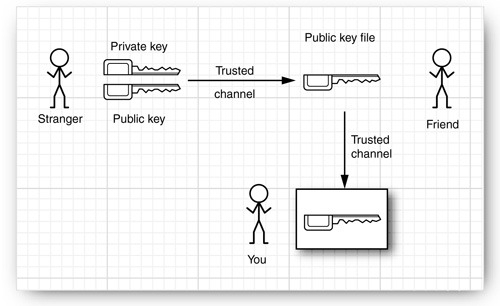 Private key
Public key file
Trusted
channel
Stranger
Public key
Friend
Trusted
channel
You